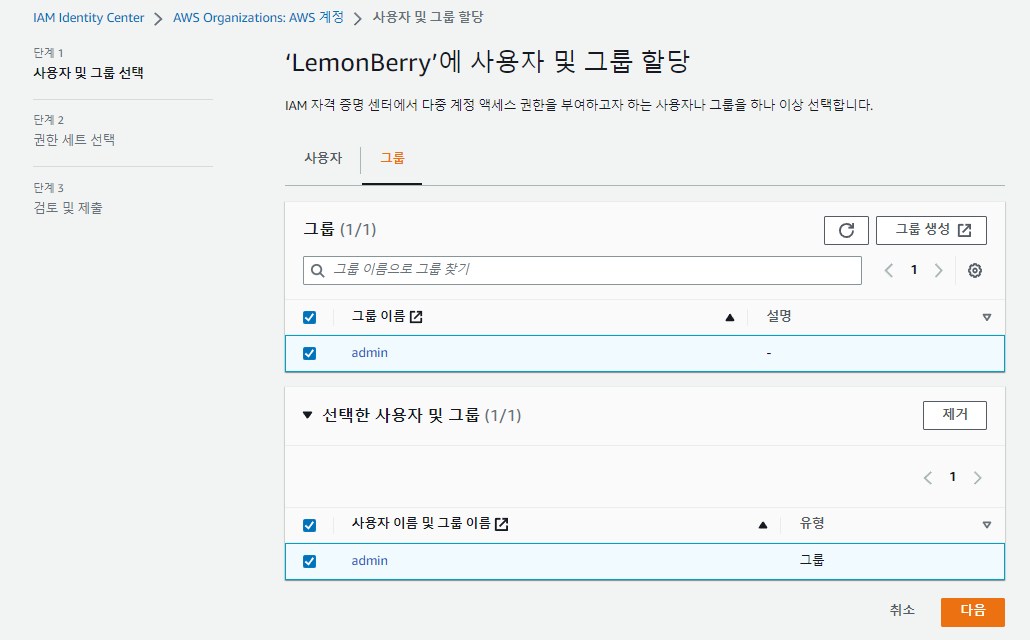 IAM Identity Center > AWS Organizations: AWS 계정 > 사용자 및 그룹 할당
단계 1
사용자 및 그룹 선택
단계 2
권한 세트 선택
단계 3
검토 및 제출
‘LemonBerry’에 사용자 및 그룹 할당
IAM 자격 증명 센터에서 다중 계정 액세스 권한을 부여하고자 하는 사용자나 그룹을 하나 이상 선택합니다.
사용자 그룹
그룹 (1/1)
그룹 생성
그룹 이름으로 그룹 찾기
1
그룹 이름 설명
admin -
선택한 사용자 및 그룹 (1/1)
제거
1
사용자 이름 및 그룹 이름 유형
admin 그룹
취소 다음